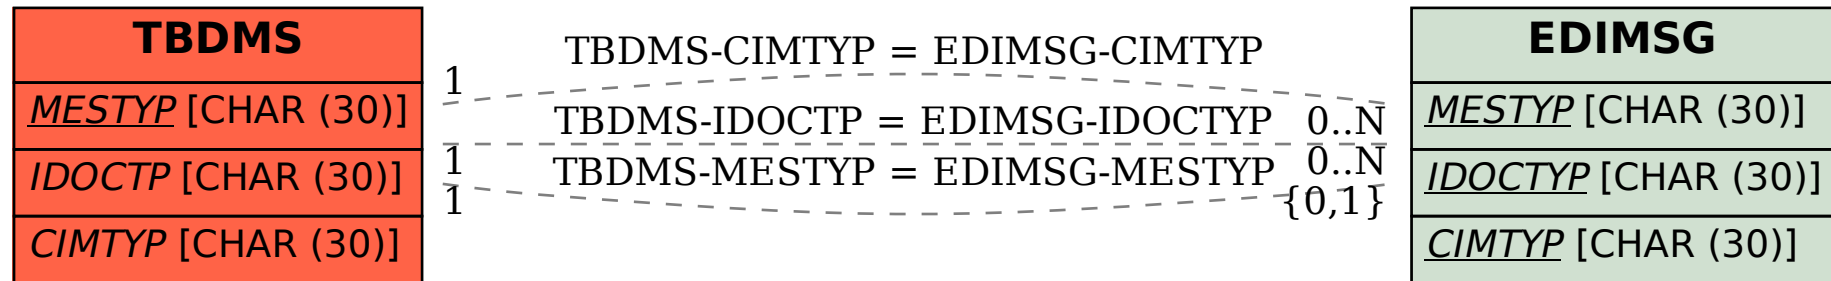 TBDMS
MESTYP [CHAR (30)]
IDOCTP [CHAR (30)]
CIMTYP [CHAR (30)]
TBDMS-CIMTYP = EDIMSG-CIMTYP
1
0..N
TBDMS-IDOCTP = EDIMSG-IDOCTYP
1
0..N
TBDMS-MESTYP = EDIMSG-MESTYP
1
{0,1}
EDIMSG
MESTYP [CHAR (30)]
IDOCTYP [CHAR (30)]
CIMTYP [CHAR (30)]